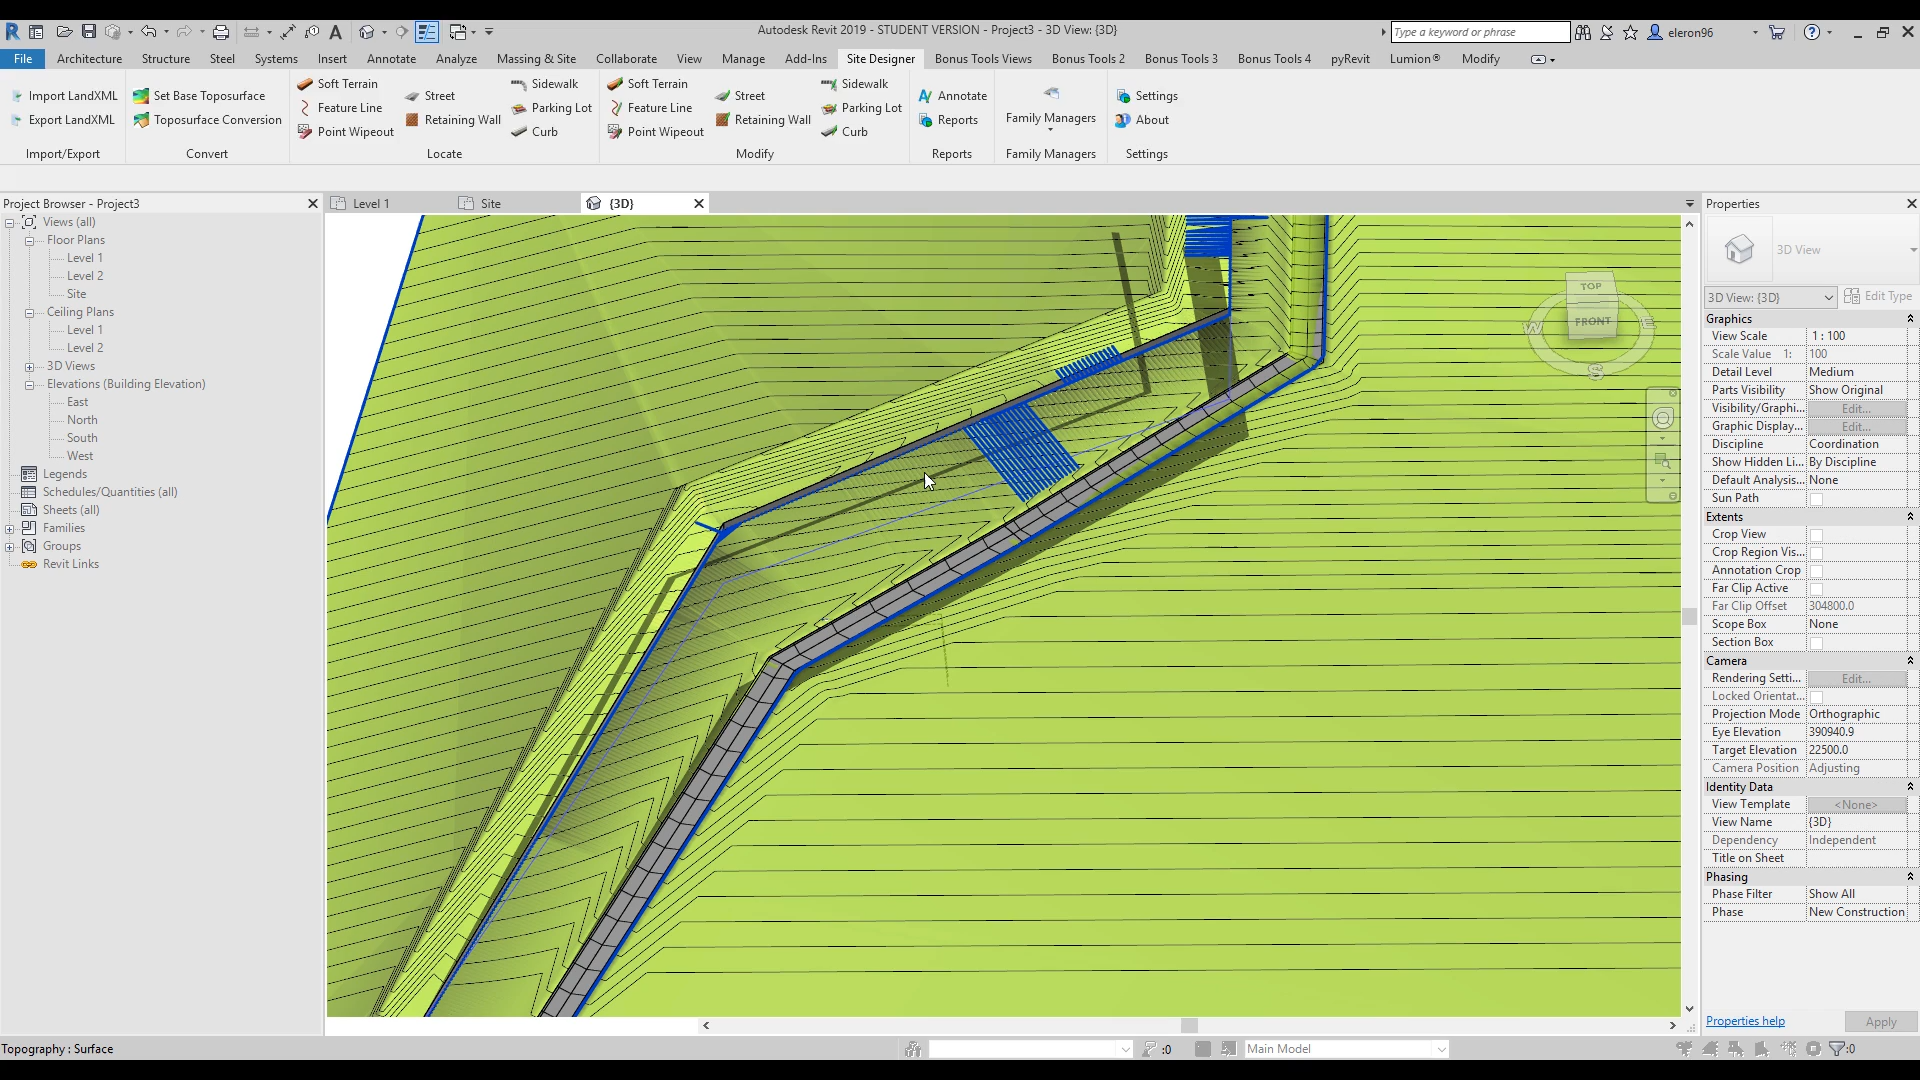 Autodesk Revit 2019 - STUDENT VERSION - Project3 - 3D View: {3D}
Type a keyword or phrase
eleron96
File Architecture Structure Steel Systems Insert Annotate Analyze Massing & Site Collaborate View Manage Add-Ins Site Designer Bonus Tools Views Bonus Tools 2 Bonus Tools 3 Bonus Tools 4 pyRevit Lumion® Modify
Import LandXML
Export LandXML
Import/Export
Set Base Toposurface
Toposurface Conversion
Convert
Soft Terrain
Feature Line
Point Wipeout
Street
Retaining Wall
Sidewalk
Parking Lot
Curb
Locate
Soft Terrain
Feature Line
Point Wipeout
Street
Retaining Wall
Sidewalk
Parking Lot
Curb
Modify
Annotate
Reports
Reports
Family Managers
Family Managers
Settings
About
Settings
Project Browser - Project3
Views (all)
Floor Plans
Level 1
Level 2
Site
Ceiling Plans
Level 1
Level 2
3D Views
Elevations (Building Elevation)
East
North
South
West
Legends
Schedules/Quantities (all)
Sheets (all)
Families
Groups
Revit Links
Level 1
Site
{3D}
TOP
FRONT
W
E
S
Properties
3D View
3D View: {3D}
Edit Type
Graphics
View Scale 1 : 100
Scale Value 1: 100
Detail Level Medium
Parts Visibility Show Original
Visibility/Graphi... Edit...
Graphic Display... Edit...
Discipline Coordination
Show Hidden Li... By Discipline
Default Analysis... None
Sun Path
Extents
Crop View
Crop Region Vis...
Annotation Crop
Far Clip Active
Far Clip Offset 304800.0
Scope Box None
Section Box
Camera
Rendering Setti... Edit...
Locked Orientat...
Projection Mode Orthographic
Eye Elevation 390940.9
Target Elevation 22500.0
Camera Position Adjusting
Identity Data
View Template <None>
View Name {3D}
Dependency Independent
Title on Sheet
Phasing
Phase Filter Show All
Phase New Construction
Properties help
Apply
Topography : Surface
:0
Main Model
:0